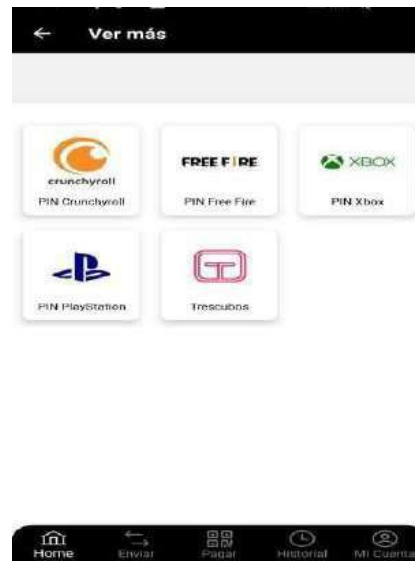 Ver más
crunchyroll
PIN Crunchyroll
FREE FIRE
PIN Free Fire
XBOX
PIN Xbox
PIN PlayStation
Trescubos
Home
Enviar
Pagar
Historial
Mi Cuenta